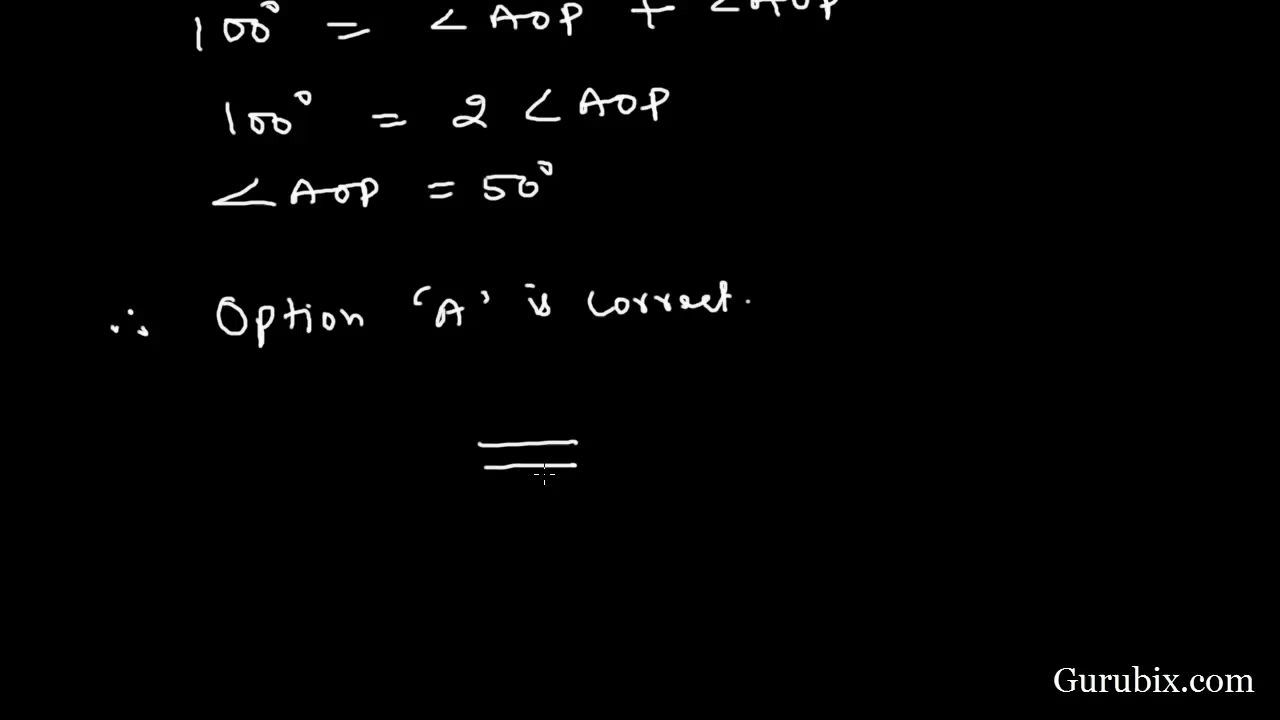 100° = ∠AOP + ∠AOP
100° = 2 ∠AOP
∠AOP = 50°
∴ Option ‘A’ is correct.
Gurubix.com